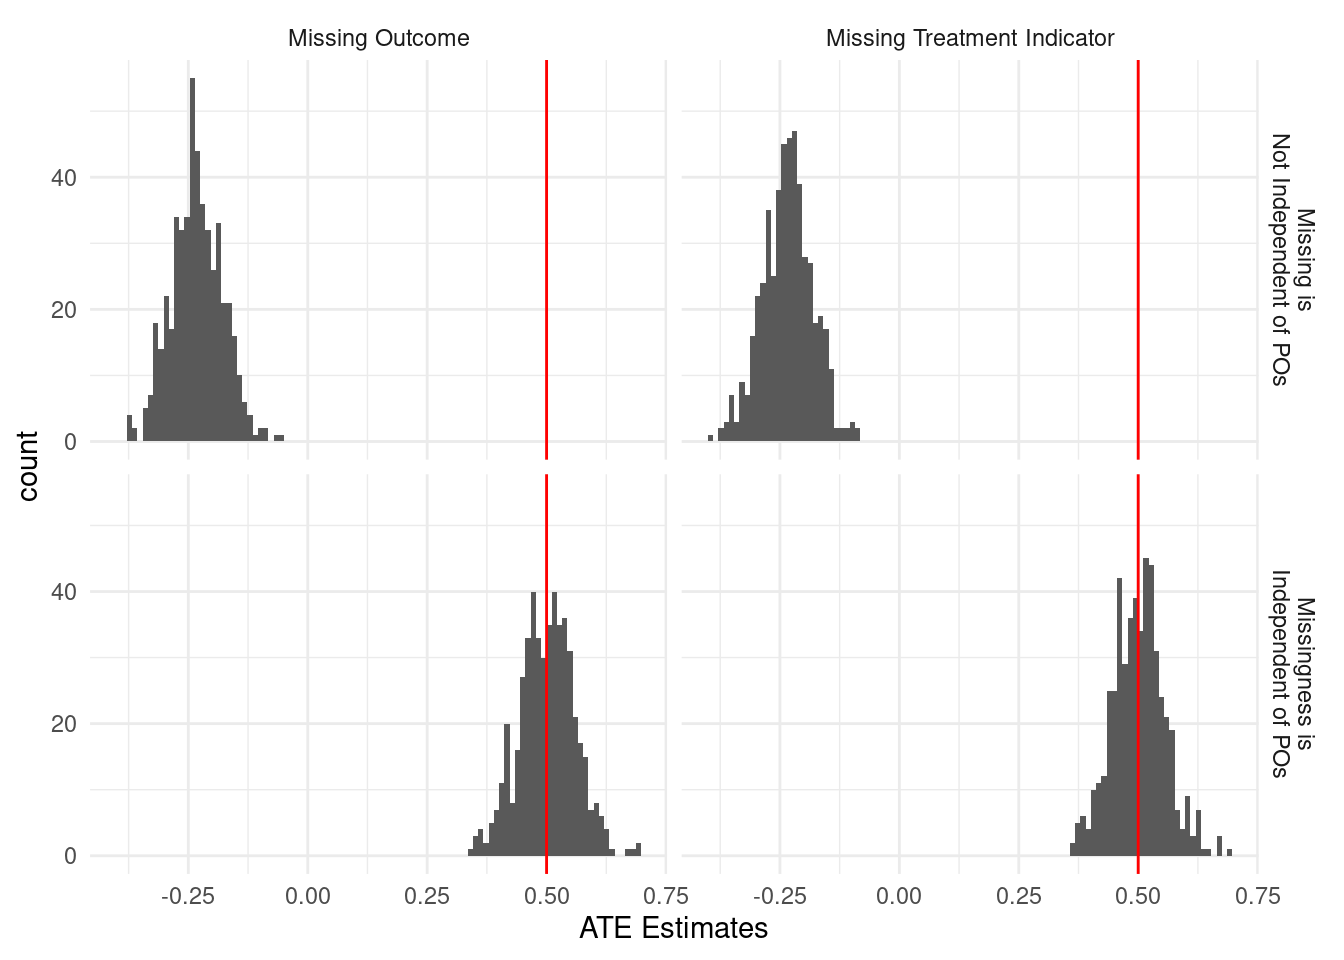 Missing Outcome
Missing Treatment Indicator
Missing is
Not Independent of POs
Missingness is
Independent of POs
count
40
20
0
40
20
0
-0.25
0.00
0.25
0.50
0.75
-0.25
0.00
0.25
0.50
0.75
ATE Estimates